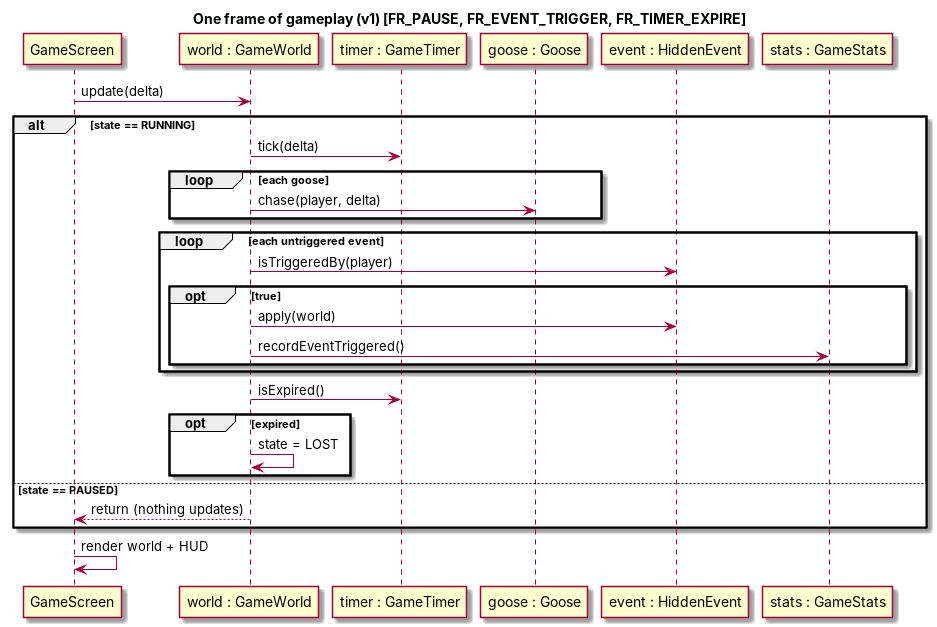 One frame of gameplay (v1) [FR_PAUSE, FR_EVENT_TRIGGER, FR_TIMER_EXPIRE]
GameScreen world : GameWorld timer : GameTimer goose : Goose event : HiddenEvent stats : GameStats
update(delta)
alt [state == RUNNING]
tick(delta)
loop [each goose]
chase(player, delta)
loop [each untriggered event]
isTriggeredBy(player)
opt [true]
apply(world)
recordEventTriggered()
isExpired()
opt [expired]
state = LOST
[state == PAUSED]
return (nothing updates)
render world + HUD
GameScreen world : GameWorld timer : GameTimer goose : Goose event : HiddenEvent stats : GameStats